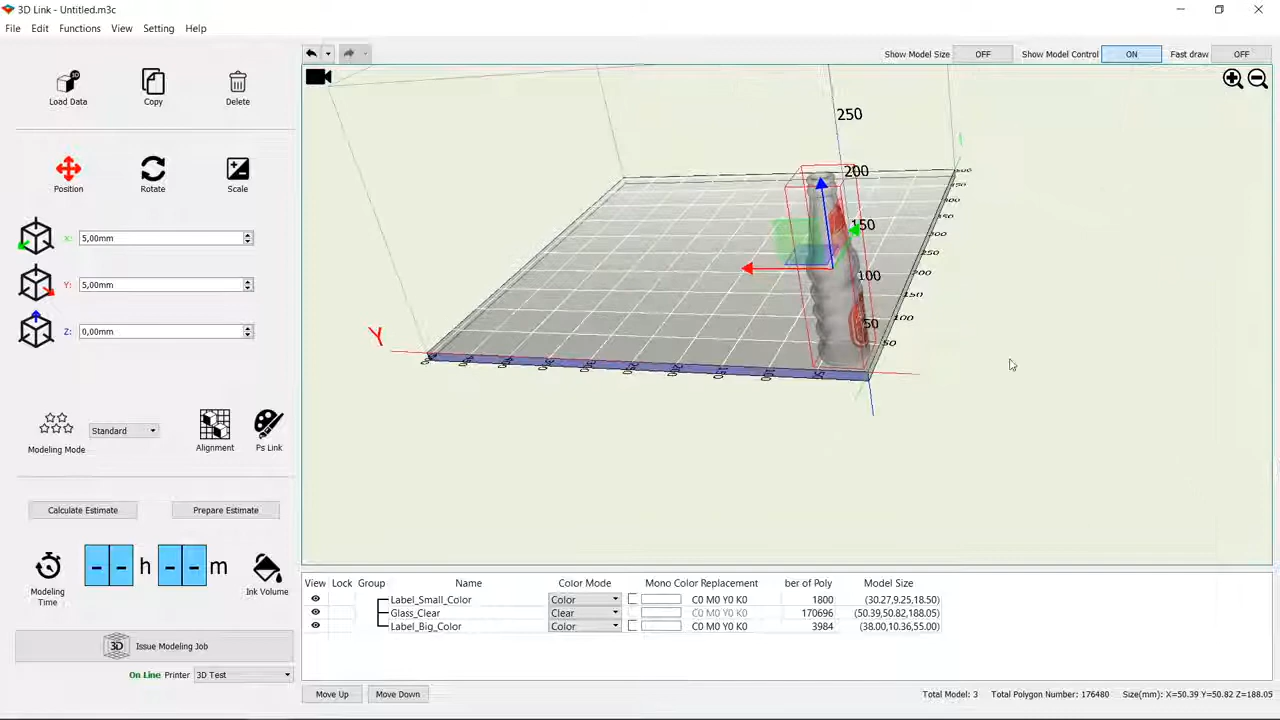 3D Link - Untitled.m3c
File Edit Functions View Setting Help
Show Model Size OFF Show Model Control ON Fast draw OFF
Load Data Copy Delete
Position Rotate Scale
X: 5,00mm
Y: 5,00mm
Z: 0,00mm
Modeling Mode Standard Alignment Ps Link
Calculate Estimate Prepare Estimate
Modeling Time -- h -- m Ink Volume
3D Issue Modeling Job
On Line Printer 3D Test
250
200
150
100
50
Y
300
250
200
150
100
50
View Lock Group Name Color Mode Mono Color Replacement ber of Poly Model Size
Label_Small_Color Color C0 M0 Y0 K0 1800 (30.27,9.25,18.50)
Glass_Clear Clear C0 M0 Y0 K0 170696 (50.39,50.82,188.05)
Label_Big_Color Color C0 M0 Y0 K0 3984 (38.00,10.36,55.00)
Move Up Move Down Total Model: 3 Total Polygon Number: 176480 Size(mm): X=50.39 Y=50.82 Z=188.05